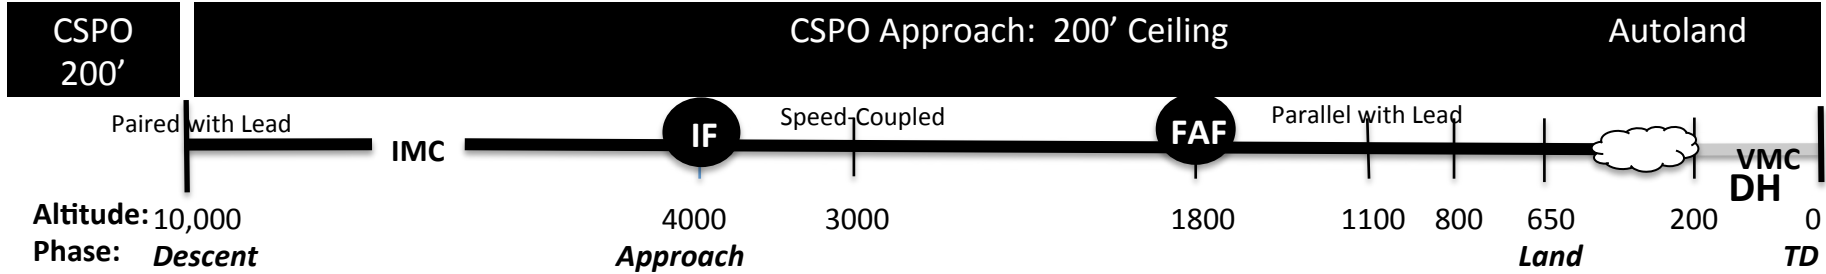 CSPO
200’
CSPO Approach:  200’ Ceiling
Autoland
Paired with Lead
IMC
IF
Speed-Coupled
FAF
Parallel with Lead
VMC
DH
Altitude: 10,000 4000 3000 1800 1100 800 650 200 0
Phase: Descent Approach Land TD